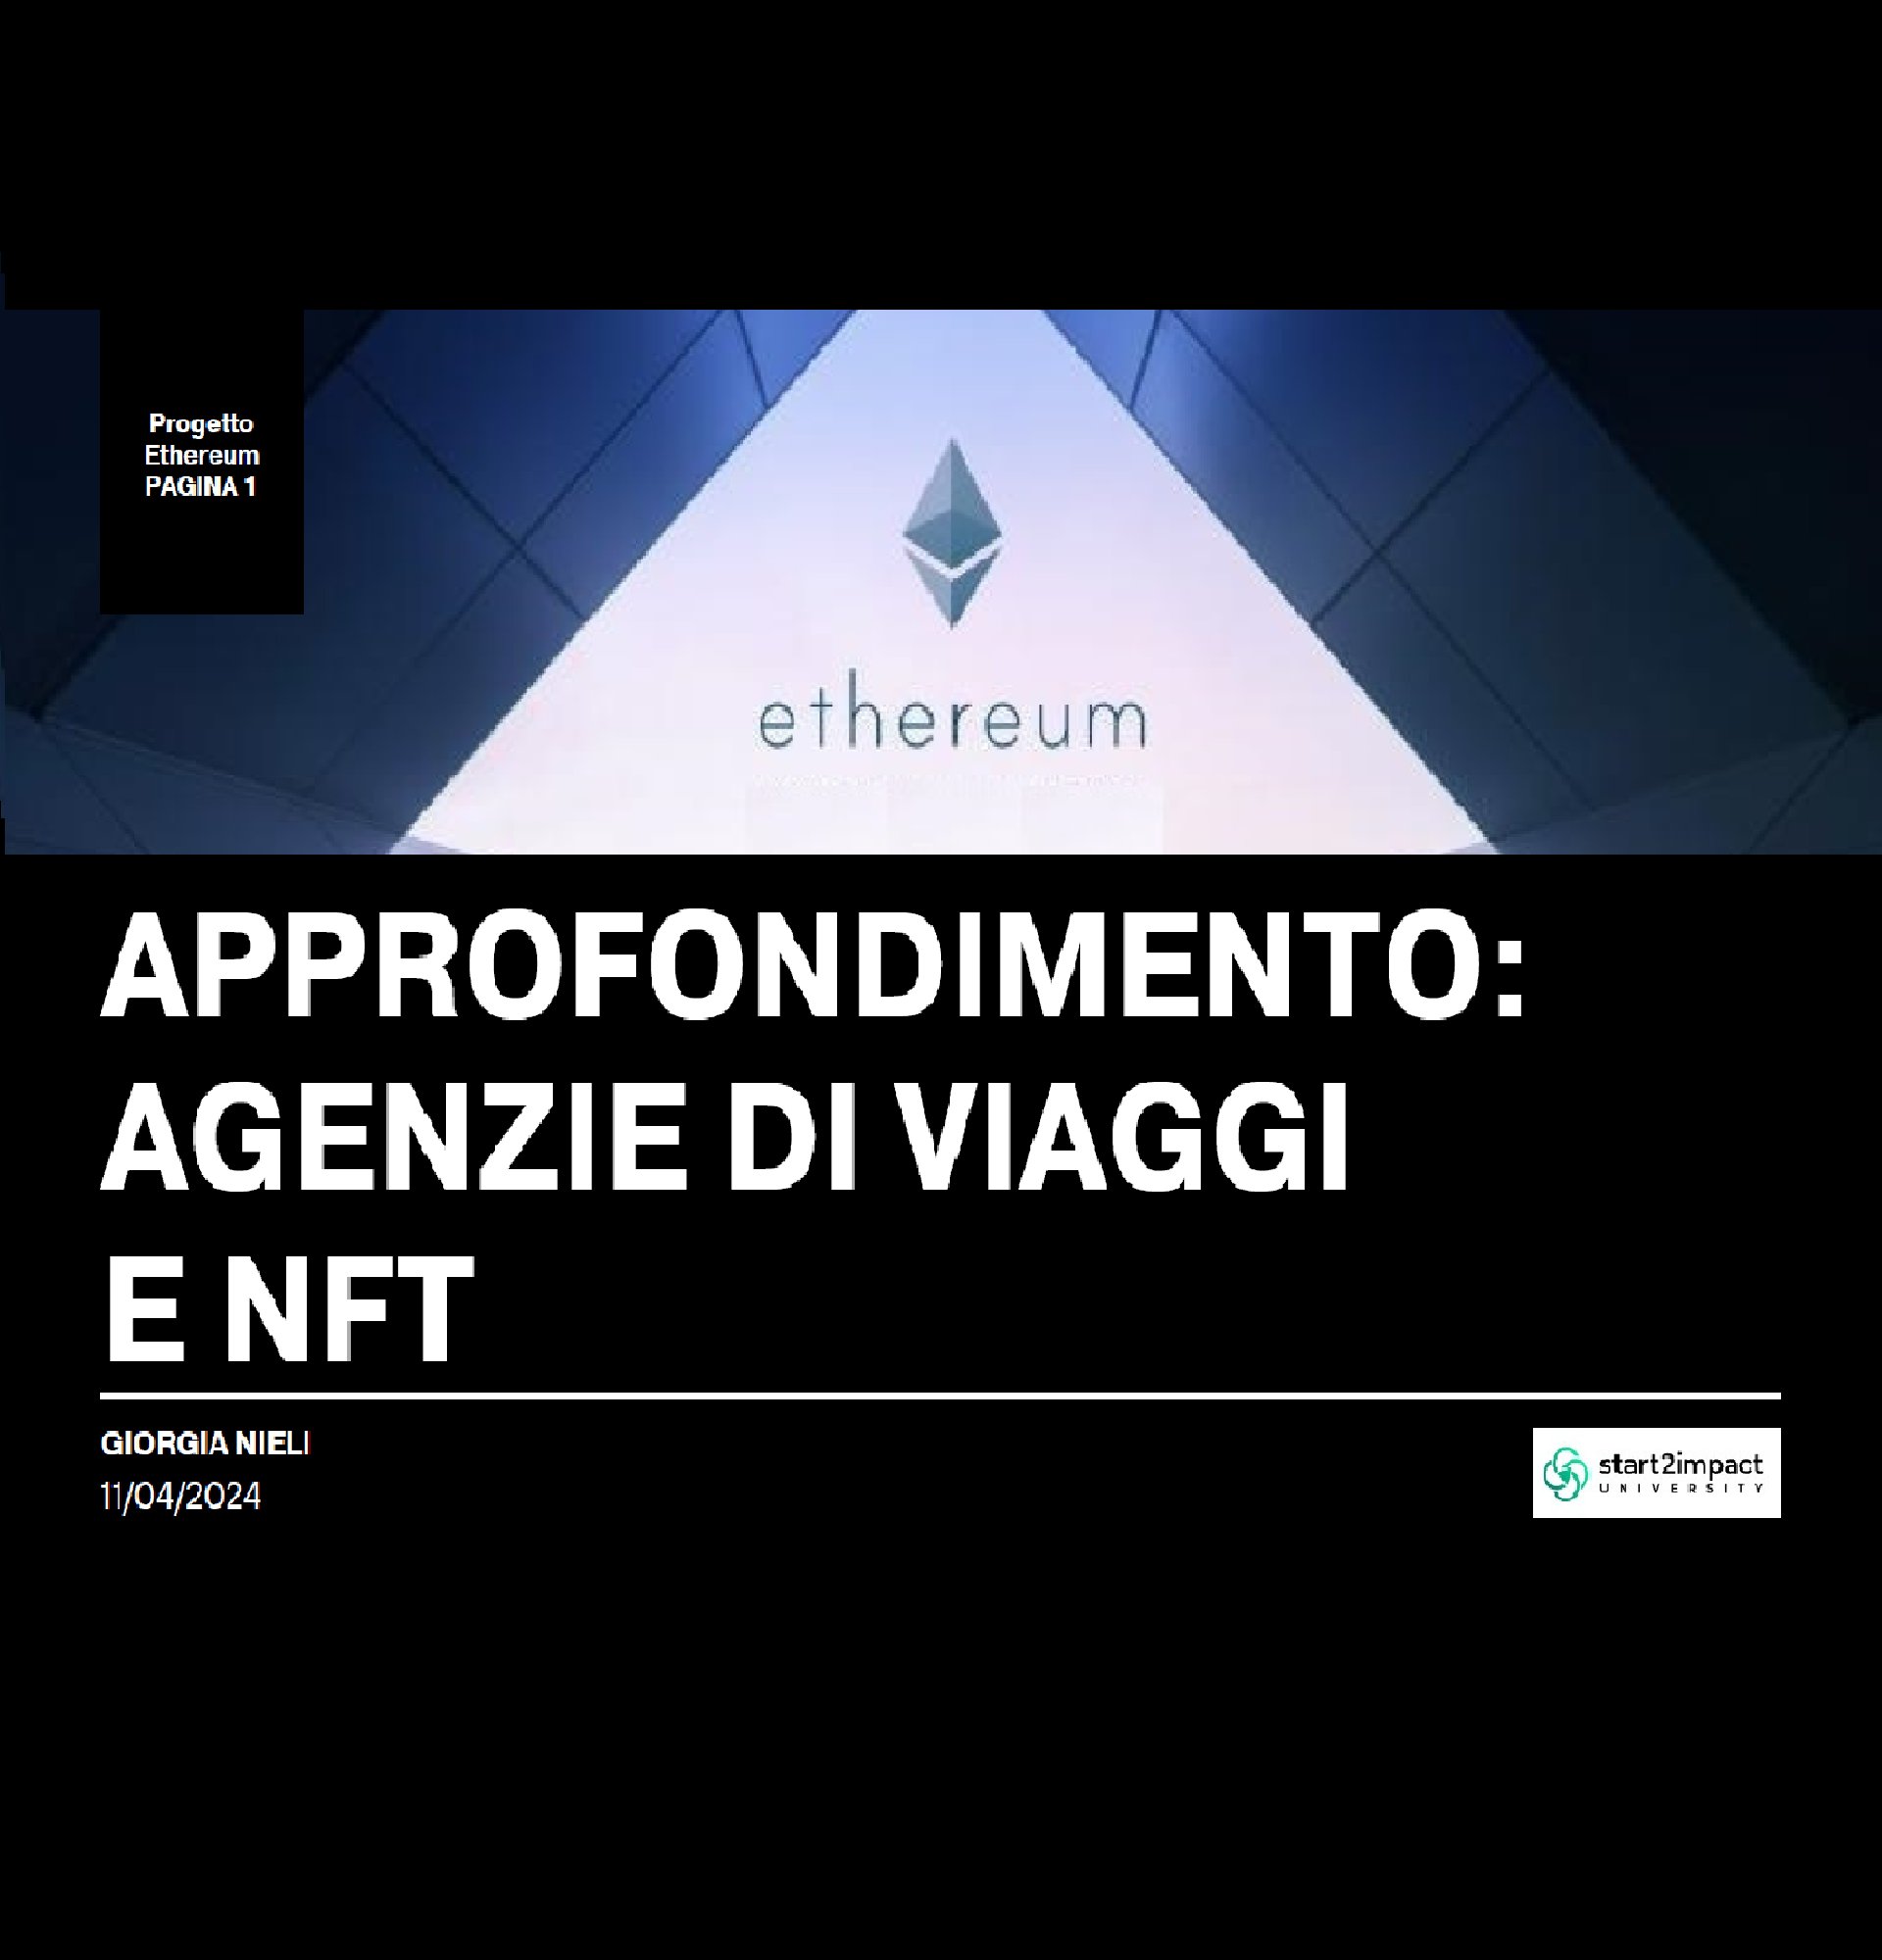 Progetto
Ethereum
PAGINA 1
ethereum
APPROFONDIMENTO:
AGENZIE DI VIAGGI
E NFT
GIORGIA NIELI
11/04/2024
start2impact
UNIVERSITY